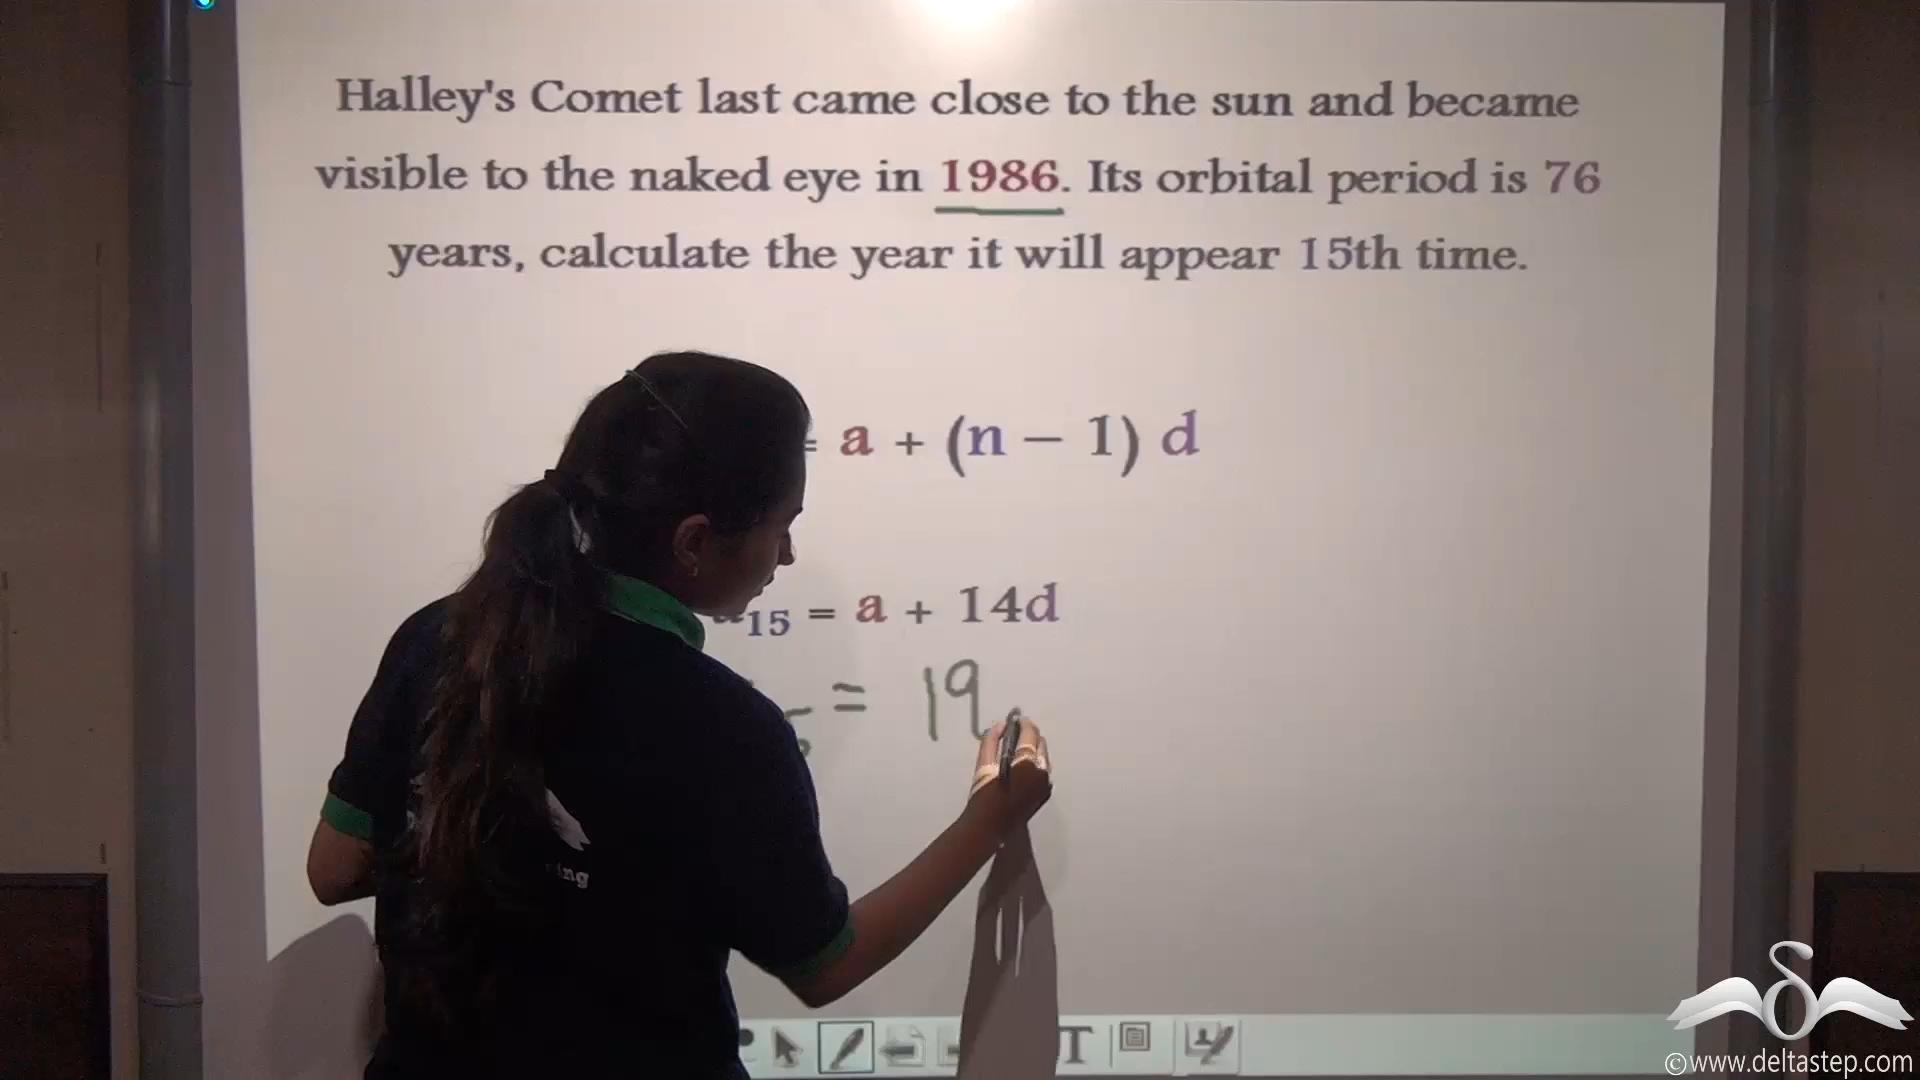 Halley's Comet last came close to the sun and became
visible to the naked eye in 1986. Its orbital period is 76
years, calculate the year it will appear 15th time.
= a + (n − 1) d
15 = a + 14d
= 19
ing
T
©www.deltastep.com